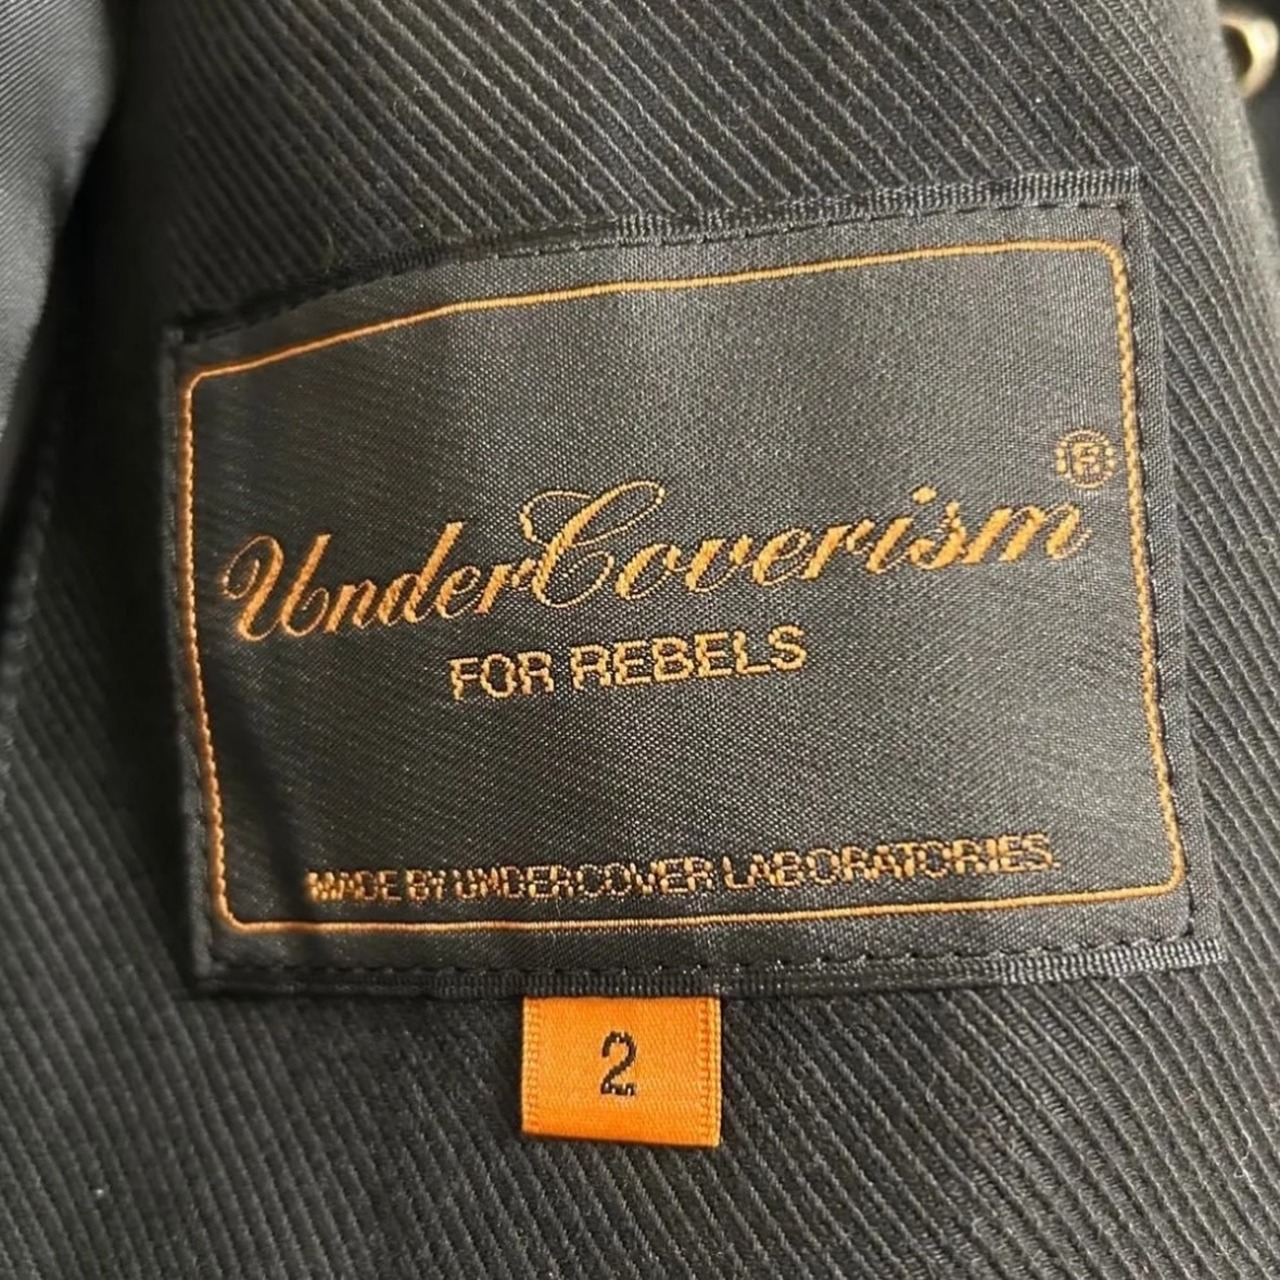 UnderCoverism®
FOR REBELS
MADE BY UNDERCOVER LABORATORIES.
2